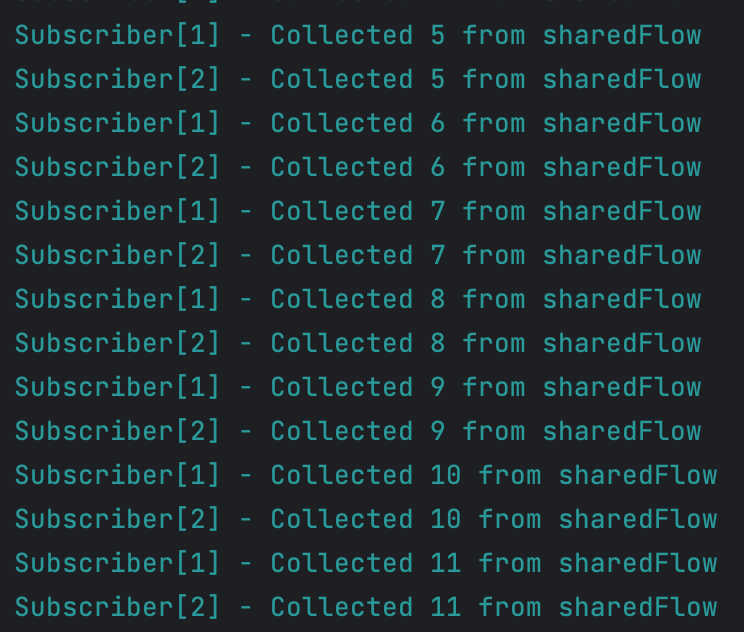 Subscriber[1] - Collected 5 from sharedFlow
Subscriber[2] - Collected 5 from sharedFlow
Subscriber[1] - Collected 6 from sharedFlow
Subscriber[2] - Collected 6 from sharedFlow
Subscriber[1] - Collected 7 from sharedFlow
Subscriber[2] - Collected 7 from sharedFlow
Subscriber[1] - Collected 8 from sharedFlow
Subscriber[2] - Collected 8 from sharedFlow
Subscriber[1] - Collected 9 from sharedFlow
Subscriber[2] - Collected 9 from sharedFlow
Subscriber[1] - Collected 10 from sharedFlow
Subscriber[2] - Collected 10 from sharedFlow
Subscriber[1] - Collected 11 from sharedFlow
Subscriber[2] - Collected 11 from sharedFlow